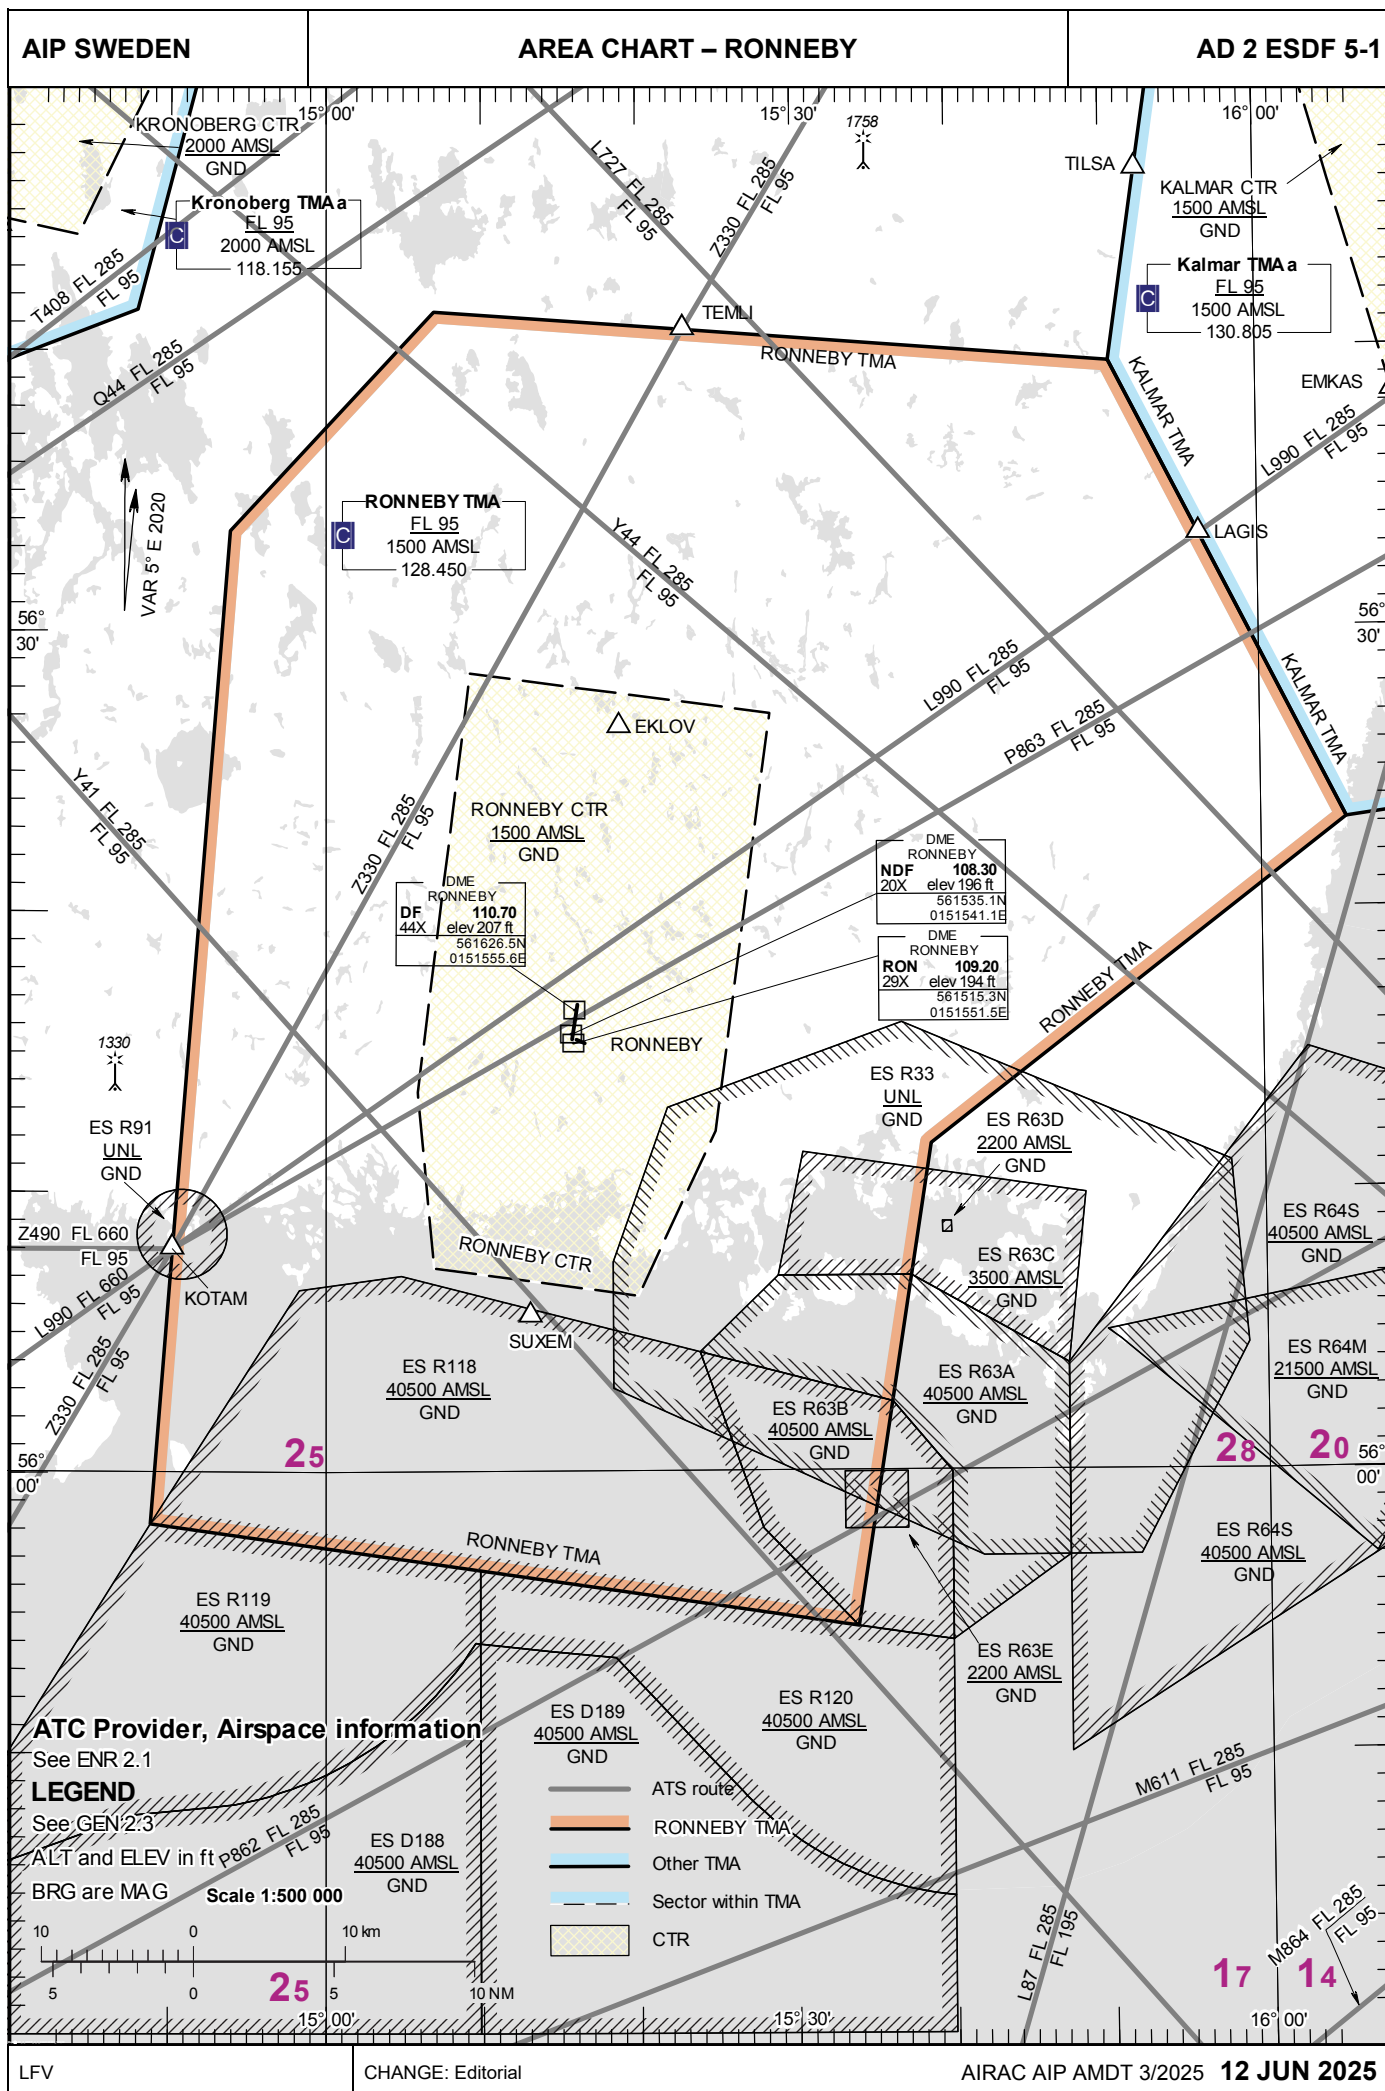 AIP SWEDEN
AREA CHART – RONNEBY
AD 2 ESDF 5-1
15° 00'
15° 30'
16° 00'
KRONOBERG CTR
2000 AMSL
GND
Kronoberg TMA a
FL 95
2000 AMSL
118.155
C
1758
TILSA
KALMAR CTR
1500 AMSL
GND
Kalmar TMA a
FL 95
1500 AMSL
130.805
C
L727 FL 285
FL 95
Z330 FL 285
FL 95
T408 FL 285
FL 95
Q44 FL 285
FL 95
TEMLI
RONNEBY TMA
KALMAR TMA
EMKAS
L990 FL 285
FL 95
VAR 5° E 2020
RONNEBY TMA
FL 95
1500 AMSL
128.450
C
Y44 FL 285
FL 95
LAGIS
56°
30'
56°
30'
KALMAR TMA
L990 FL 285
FL 95
P863 FL 285
FL 95
EKLOV
Y41 FL 285
FL 95
Z330 FL 285
FL 95
RONNEBY CTR
1500 AMSL
GND
DME
RONNEBY
DF 110.70
44X elev 207 ft
561626.5N
0151555.6E
DME
RONNEBY
NDF 108.30
20X elev 196 ft
561535.1N
0151541.1E
DME
RONNEBY
RON 109.20
29X elev 194 ft
561515.3N
0151551.5E
RONNEBY TMA
RONNEBY
1330
ES R91
UNL
GND
ES R33
UNL
GND
ES R63D
2200 AMSL
GND
Z490 FL 660
FL 95
L990 FL 660
FL 95
KOTAM
Z330 FL 285
FL 95
RONNEBY CTR
SUXEM
ES R63C
3500 AMSL
GND
ES R64S
40500 AMSL
GND
ES R118
40500 AMSL
GND
ES R63A
40500 AMSL
GND
ES R63B
40500 AMSL
GND
ES R64M
21500 AMSL
GND
25
28
20
56°
00'
56°
00'
RONNEBY TMA
ES R64S
40500 AMSL
GND
ES R119
40500 AMSL
GND
ES R63E
2200 AMSL
GND
ES D189
40500 AMSL
GND
ES R120
40500 AMSL
GND
ATC Provider, Airspace information
See ENR 2.1
LEGEND
See GEN 2.3
ALT and ELEV in ft
BRG are MAG
Scale 1:500 000
P862 FL 285
FL 95
ES D188
40500 AMSL
GND
ATS route
RONNEBY TMA
Other TMA
Sector within TMA
CTR
M611 FL 285
FL 95
L87 FL 285
FL 195
M864 FL 285
FL 95
10 0 10 km
5 0 5 10 NM
25
17
14
15° 00'
15° 30'
16° 00'
LFV
CHANGE: Editorial
AIRAC AIP AMDT 3/2025 12 JUN 2025